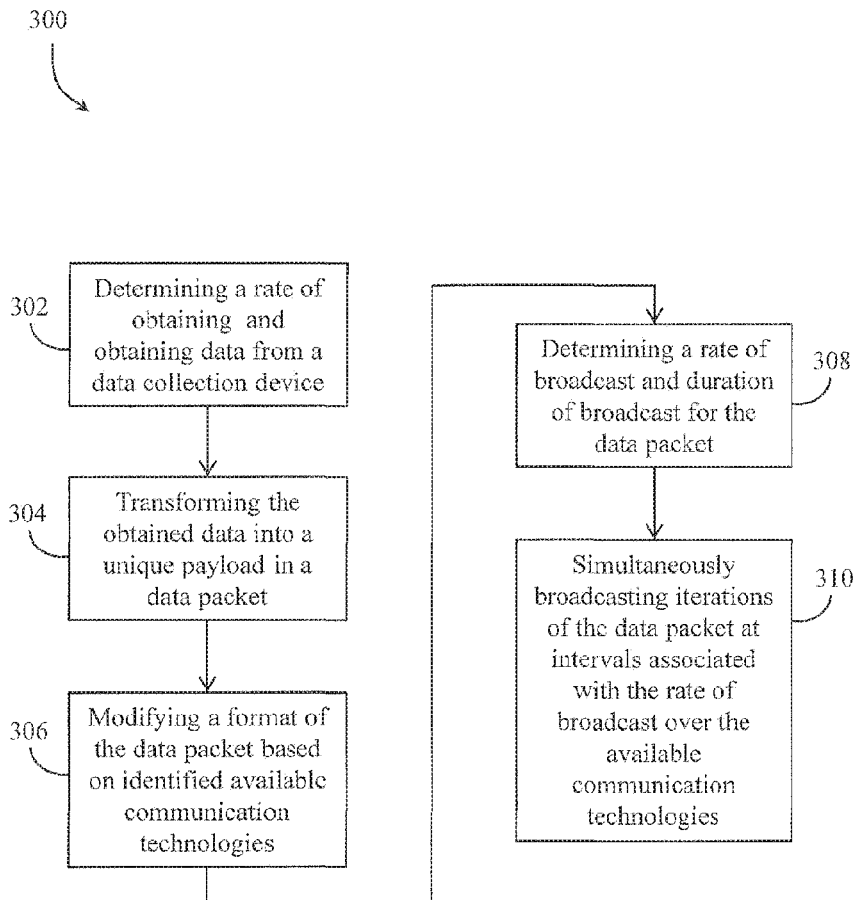 300
302
Determining a rate of
obtaining and
obtaining data from a
data collection device
304
Transforming the
obtained data into a
unique payload in a
data packet
306
Modifying a format of
the data packet based
on identified available
communication
technologies
308
Determining a rate of
broadcast and duration
of broadcast for the
data packet
310
Simultaneously
broadcasting iterations
of the data packet at
intervals associated
with the rate of
broadcast over the
available
communication
technologies